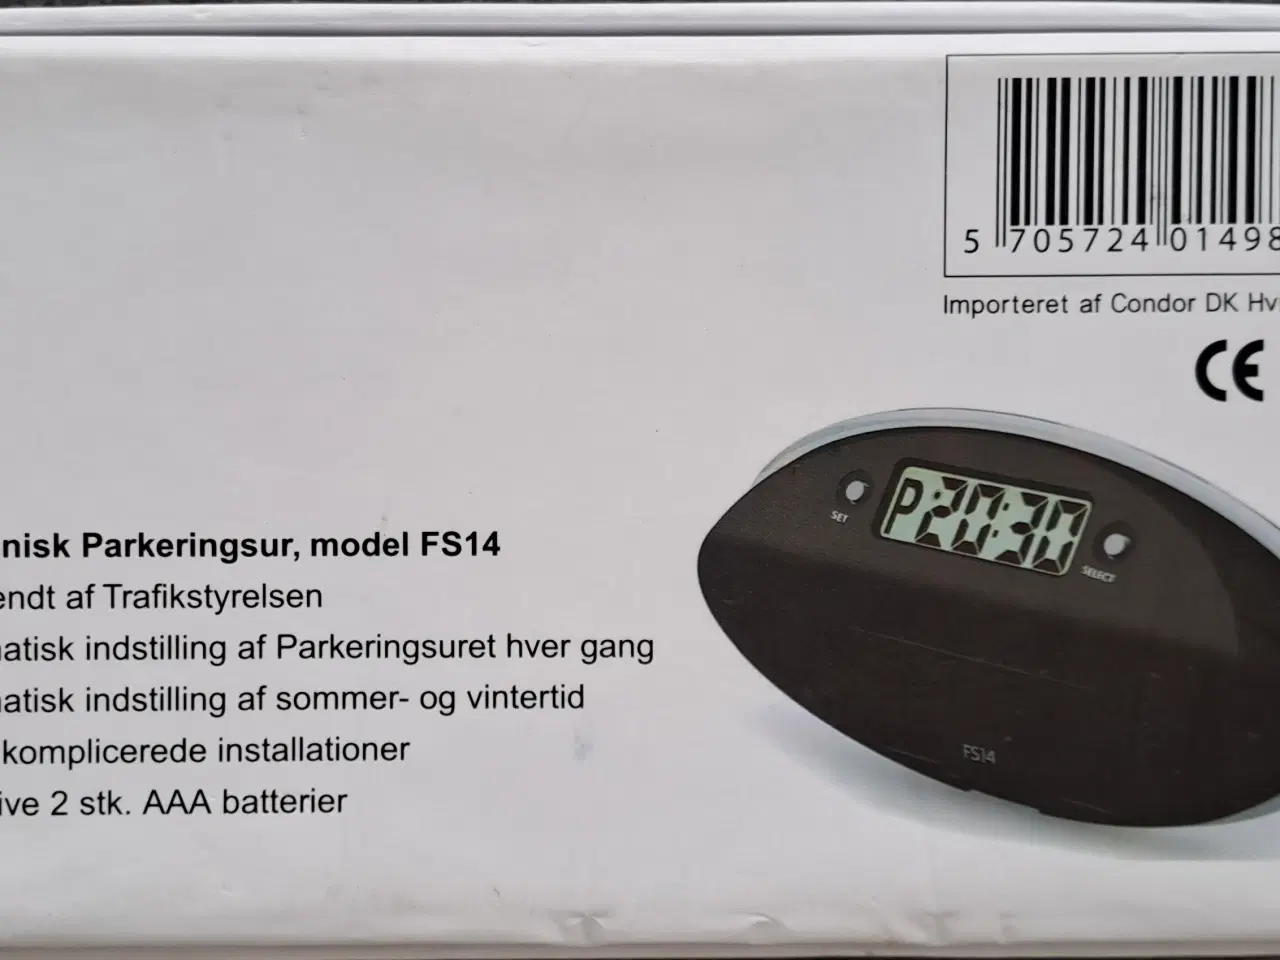 5 705724 01498
Importeret af Condor DK Hv
CE
SET
P20:30
SELECT
FS14
nisk Parkeringsur, model FS14
endt af Trafikstyrelsen
atisk indstilling af Parkeringsuret hver gang
atisk indstilling af sommer- og vintertid
komplicerede installationer
ive 2 stk. AAA batterier